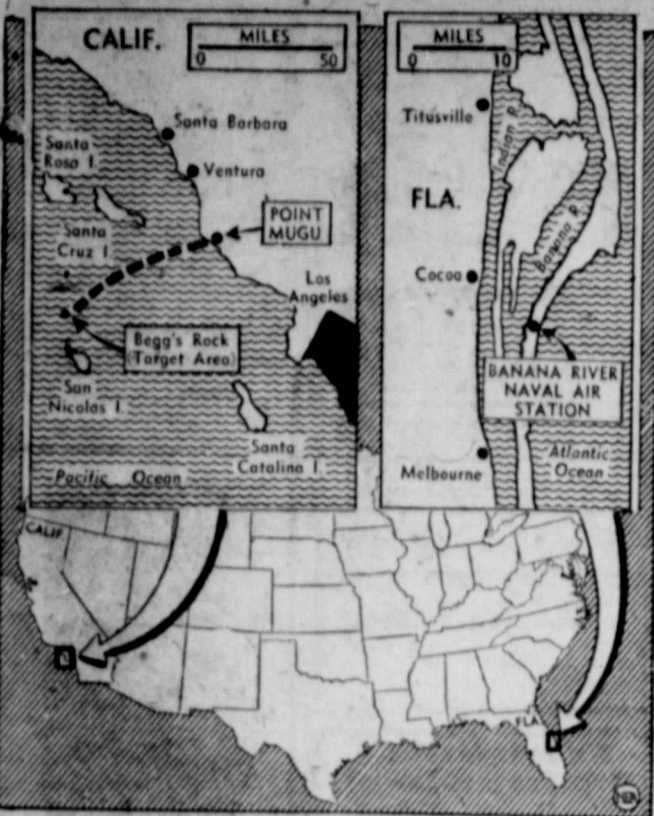 CALIF.
MILES
0 50
Santa Barbara
Santa
Rosa I.
Ventura
Santa
Cruz I.
POINT
MUGU
Los
Angeles
Begg's Rock
(Target Area)
San
Nicolas I.
Santa
Catalina I.
Pacific Ocean
MILES
0 10
Titusville
Indian R.
FLA.
Banana R.
Cocoa
BANANA RIVER
NAVAL AIR
STATION
Melbourne
Atlantic
Ocean
CALIF.
FLA.